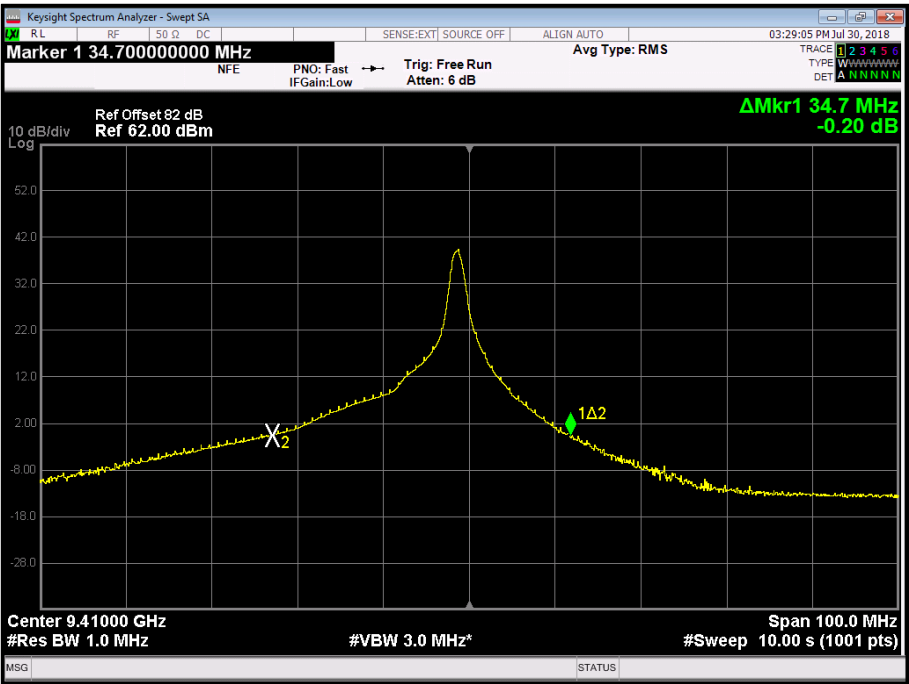 Keysight Spectrum Analyzer - Swept SA
LXI RL RF 50 Ω DC SENSE:EXT SOURCE OFF ALIGN AUTO 03:29:05 PM Jul 30, 2018
Marker 1 34.700000000 MHz
NFE
PNO: Fast
IFGain:Low
Trig: Free Run
Atten: 6 dB
Avg Type: RMS
TRACE 1 2 3 4 5 6
TYPE WWWWWW
DET A N N N N N
ΔMkr1 34.7 MHz
-0.20 dB
Ref Offset 82 dB
10 dB/div Ref 62.00 dBm
Log
52.0
42.0
32.0
22.0
12.0
2.00
-8.00
-18.0
-28.0
2
1Δ2
Center 9.41000 GHz Span 100.0 MHz
#Res BW 1.0 MHz #VBW 3.0 MHz* #Sweep 10.00 s (1001 pts)
MSG STATUS